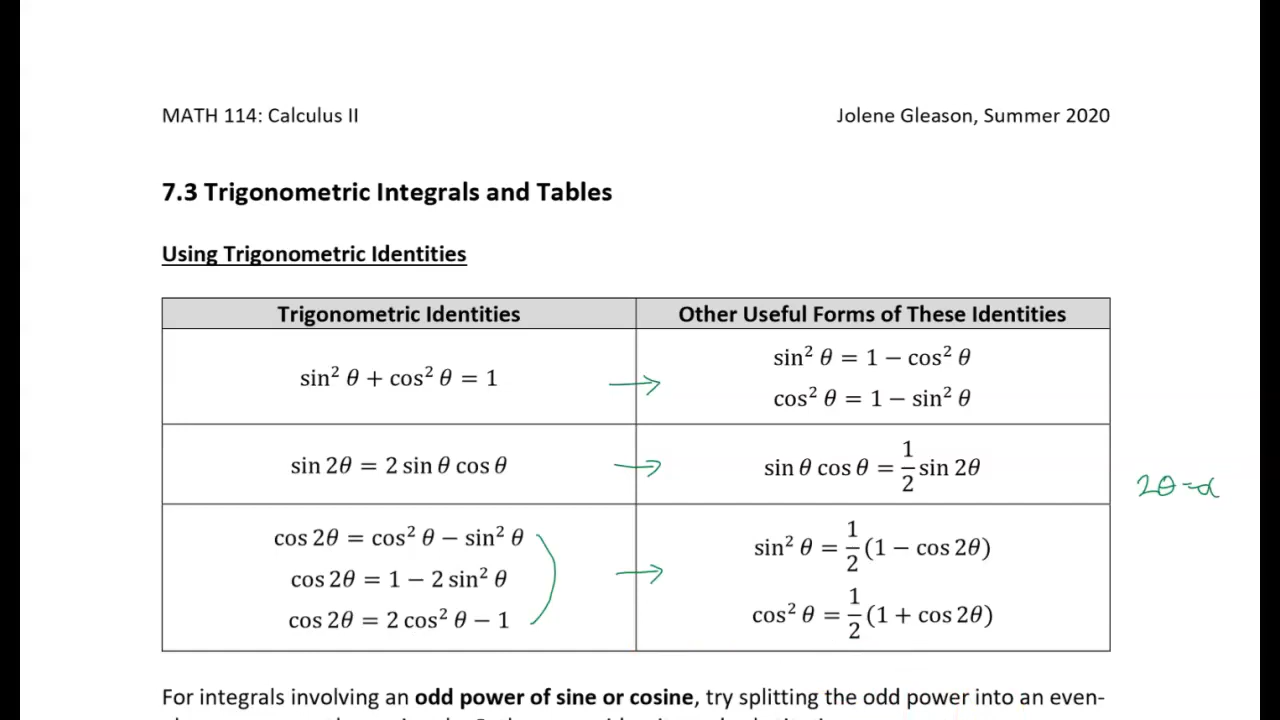 MATH 114: Calculus II
Jolene Gleason, Summer 2020
7.3 Trigonometric Integrals and Tables
Using Trigonometric Identities
Trigonometric Identities
Other Useful Forms of These Identities
sin² θ + cos² θ = 1
sin² θ = 1 − cos² θ
cos² θ = 1 − sin² θ
sin 2θ = 2 sin θ cos θ
sin θ cos θ = 1/2 sin 2θ
2θ=α
cos 2θ = cos² θ − sin² θ
cos 2θ = 1 − 2 sin² θ
cos 2θ = 2 cos² θ − 1
sin² θ = 1/2 (1 − cos 2θ)
cos² θ = 1/2 (1 + cos 2θ)
For integrals involving an odd power of sine or cosine, try splitting the odd power into an even-